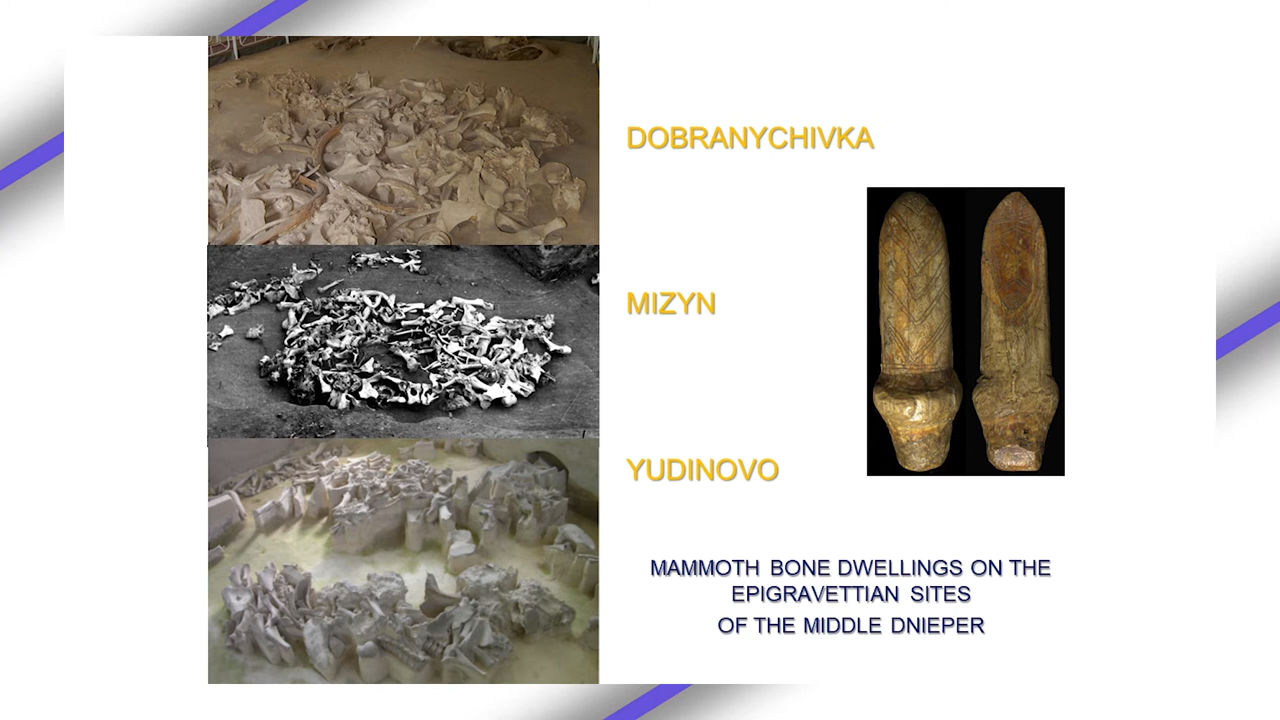 DOBRANYCHIVKA
MIZYN
YUDINOVO
MAMMOTH BONE DWELLINGS ON THE
EPIGRAVETTIAN SITES
OF THE MIDDLE DNIEPER